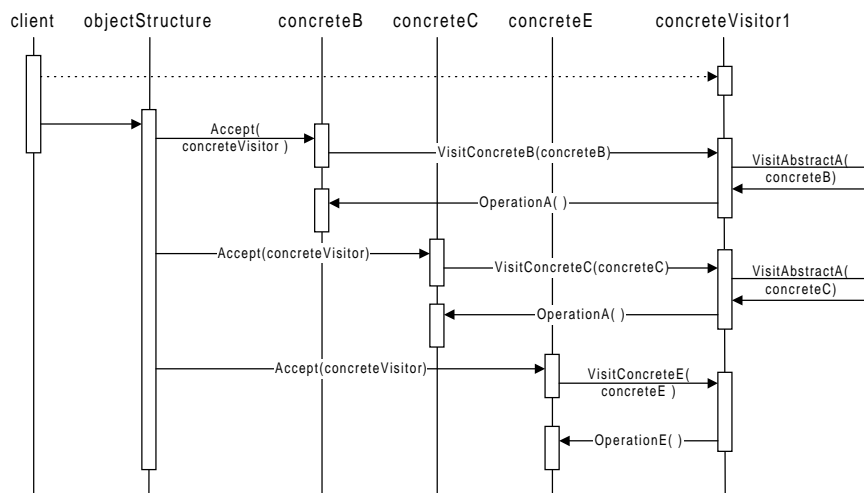 client objectStructure concreteB concreteC concreteE concreteVisitor1
Accept(
concreteVisitor )
VisitConcreteB(concreteB)
VisitAbstractA(
concreteB)
OperationA( )
Accept(concreteVisitor)
VisitConcreteC(concreteC)
VisitAbstractA(
concreteC)
OperationA( )
Accept(concreteVisitor)
VisitConcreteE(
concreteE )
OperationE( )